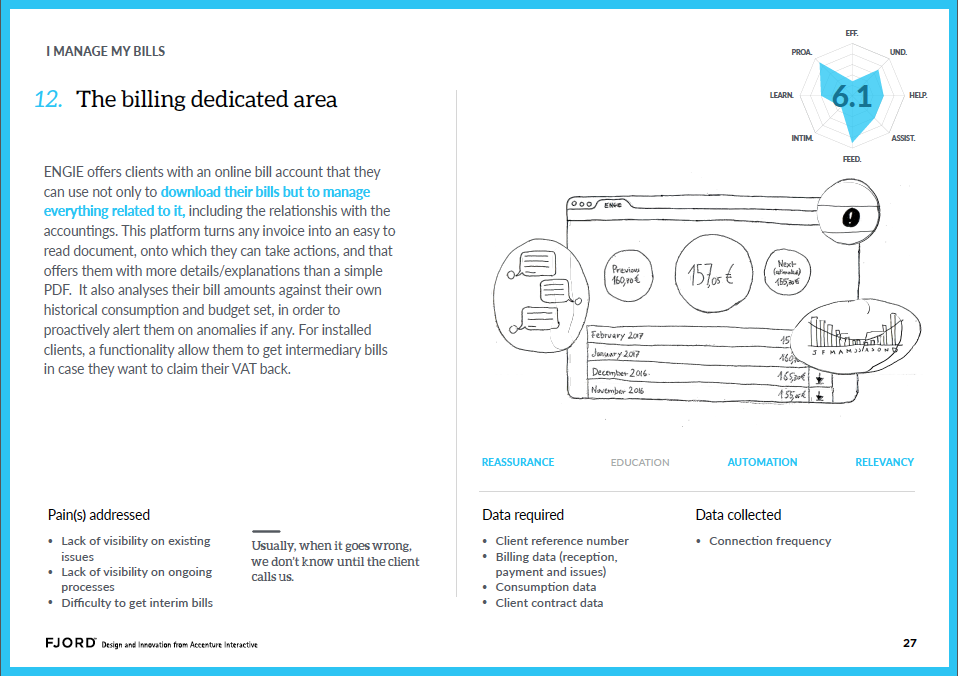 I MANAGE MY BILLS
12. The billing dedicated area
ENGIE offers clients with an online bill account that they
can use not only to download their bills but to manage
everything related to it, including the relationshis with the
accountings. This platform turns any invoice into an easy to
read document, onto which they can take actions, and that
offers them with more details/explanations than a simple
PDF. It also analyses their bill amounts against their own
historical consumption and budget set, in order to
proactively alert them on anomalies if any. For installed
clients, a functionality allow them to get intermediary bills
in case they want to claim their VAT back.
Pain(s) addressed
• Lack of visibility on existing
issues
• Lack of visibility on ongoing
processes
• Difficulty to get interim bills
Usually, when it goes wrong,
we don't know until the client
calls us.
EFF.
PROA.
UND.
LEARN.
6.1
HELP.
INTIM.
ASSIST.
FEED.
ENGIE
!
Previous
160,20€
157,05 €
Next
(estimated)
February 2017
January 2017
December 2016
November 2016
J F M A M J J A S O N D
REASSURANCE
EDUCATION
AUTOMATION
RELEVANCY
Data required
• Client reference number
• Billing data (reception,
payment and issues)
• Consumption data
• Client contract data
Data collected
• Connection frequency
FJORD Design and Innovation from Accenture Interactive
27